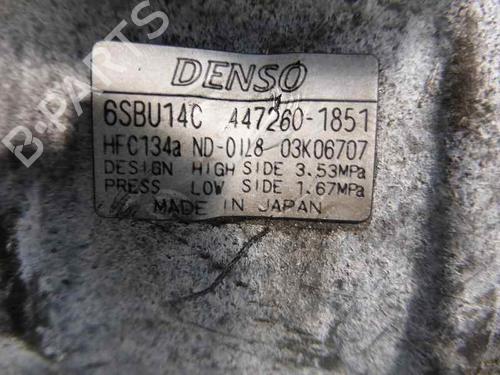 DENSO
6SBU14C 447260-1851
HFC134a ND-OIL8 03K06707
DESIGN HIGH SIDE 3.53MPa
PRESS LOW SIDE 1.67MPa
MADE IN JAPAN
B-PARTS